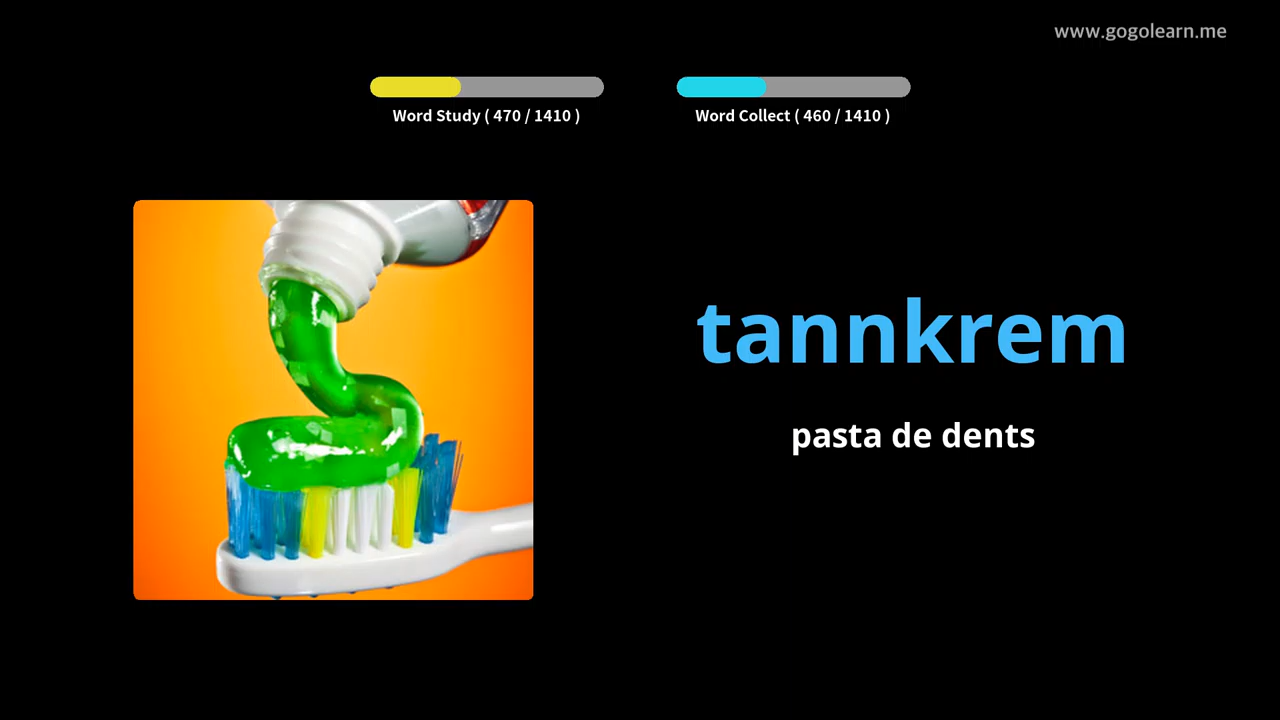 www.gogolearn.me
Word Study ( 470 / 1410 )
Word Collect ( 460 / 1410 )
tannkrem
pasta de dents